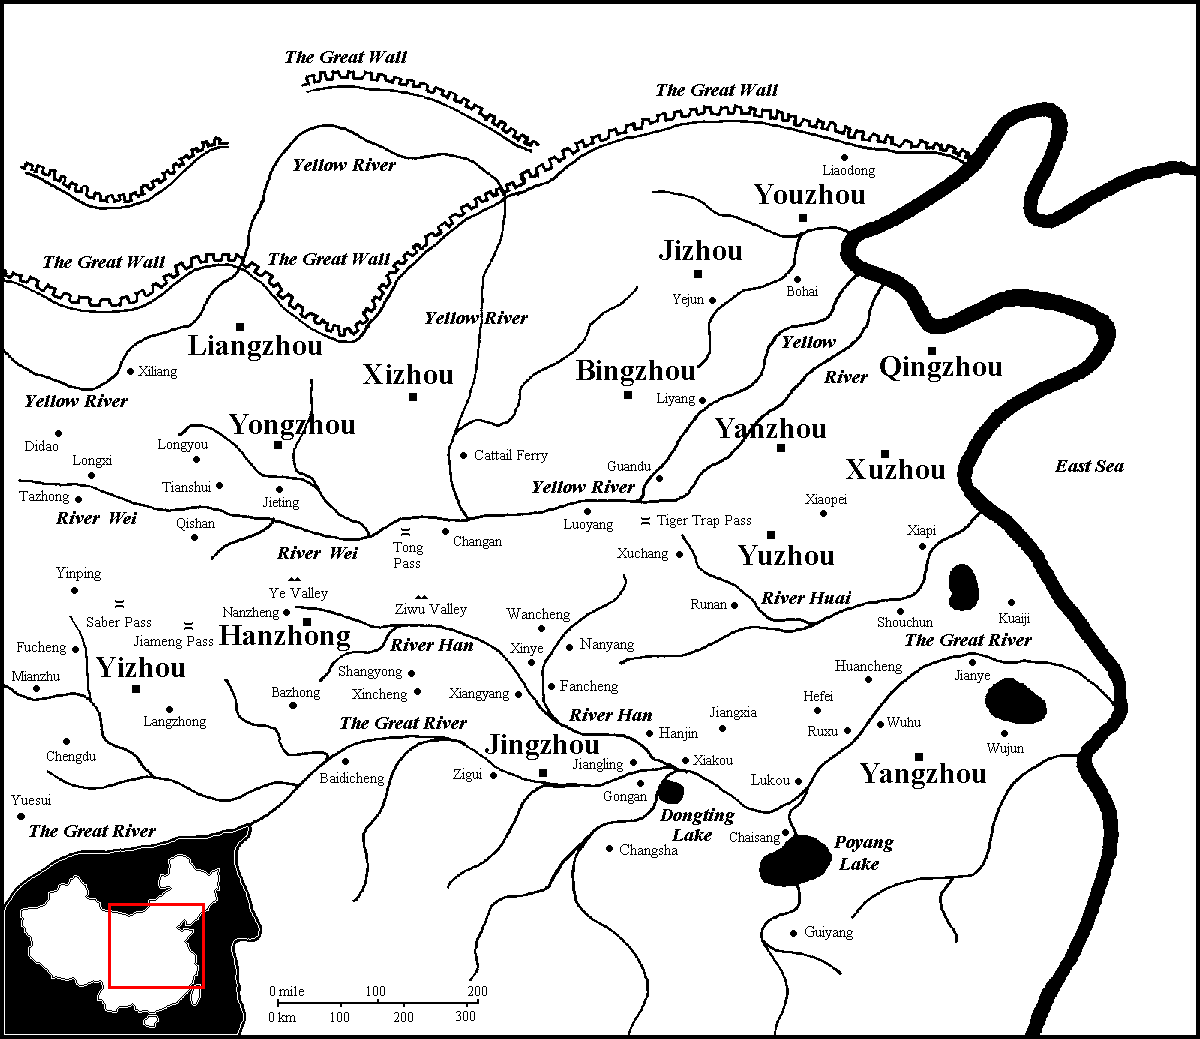 The Great Wall
The Great Wall
Yellow River
Liaodong
Youzhou
Jizhou
The Great Wall
The Great Wall
Yejun
Bohai
Yellow River
Liangzhou
Yellow
Xiliang
Xizhou
Bingzhou
River
Qingzhou
Yellow River
Liyang
Yongzhou
Yanzhou
Didao
Longyou
Longxi
Cattail Ferry
Guandu
Xuzhou
East Sea
Tazhong
Tianshui
Jieting
Yellow River
Xiaopei
River Wei
Qishan
Luoyang
Tiger Trap Pass
Xiapi
River Wei
Tong
Pass
Changan
Xuchang
Yuzhou
Yinping
Ye Valley
Saber Pass
Nanzheng
Ziwu Valley
Wancheng
Runan
River Huai
Shouchun
Kuaiji
Jiameng Pass
Hanzhong
River Han
Xinye
Nanyang
The Great River
Fucheng
Yizhou
Mianzhu
Shangyong
Huancheng
Jianye
Bazhong
Xincheng
Xiangyang
Fancheng
Langzhong
The Great River
River Han
Jiangxia
Hefei
Chengdu
Jingzhou
Hanjin
Ruxu
Wuhu
Wujun
Baidicheng
Zigui
Jiangling
Xiakou
Lukou
Yangzhou
Yuesui
Gongan
The Great River
Dongting
Lake
Chaisang
Poyang
Lake
Changsha
Guiyang
0 mile 100 200
0 km 100 200 300